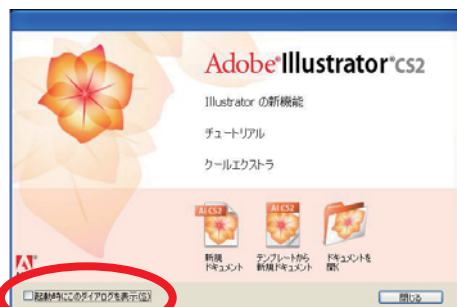 Adobe®Illustrator®CS2
Illustrator の新機能
チュートリアル
クールエクストラ
AI CS2
AI CS2
新規
ドキュメント
テンプレートから
新規ドキュメント
ドキュメントを
開く
起動時にこのダイアログを表示(S)
閉じる